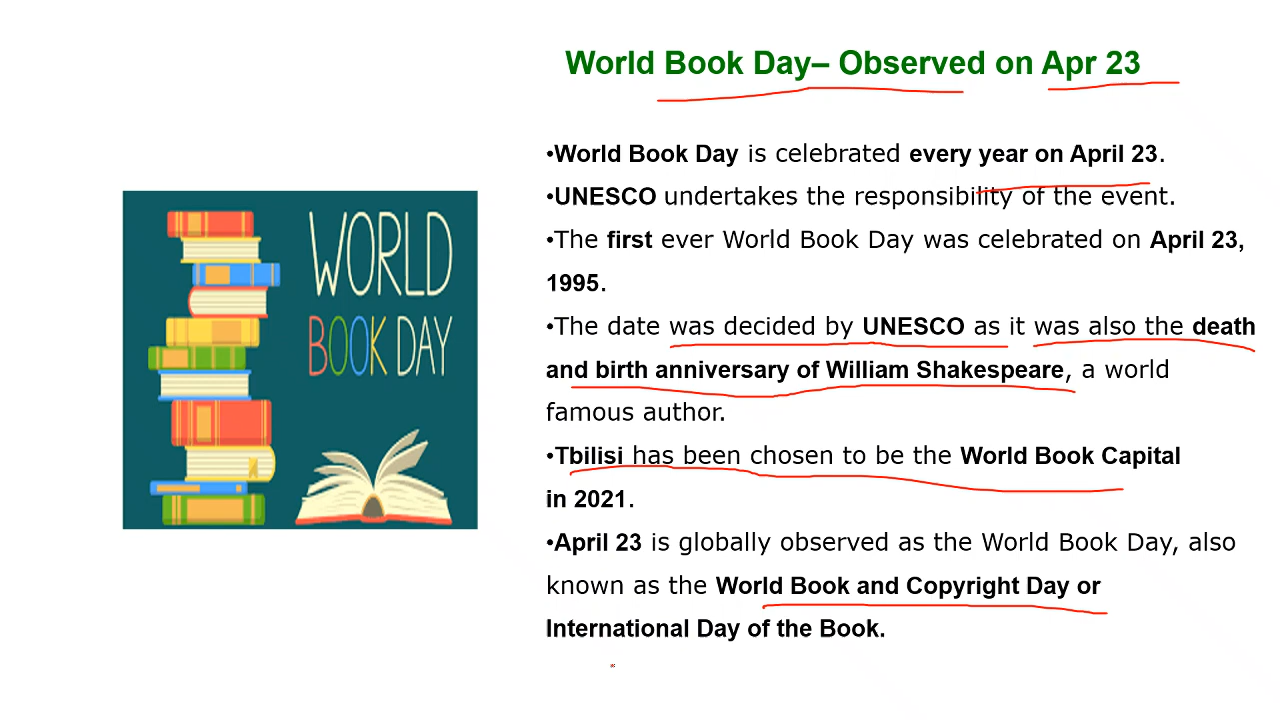 World Book Day– Observed on Apr 23
WORLD
BOOK DAY
•World Book Day is celebrated every year on April 23.
•UNESCO undertakes the responsibility of the event.
•The first ever World Book Day was celebrated on April 23,
1995.
•The date was decided by UNESCO as it was also the death
and birth anniversary of William Shakespeare, a world
famous author.
•Tbilisi has been chosen to be the World Book Capital
in 2021.
•April 23 is globally observed as the World Book Day, also
known as the World Book and Copyright Day or
International Day of the Book.